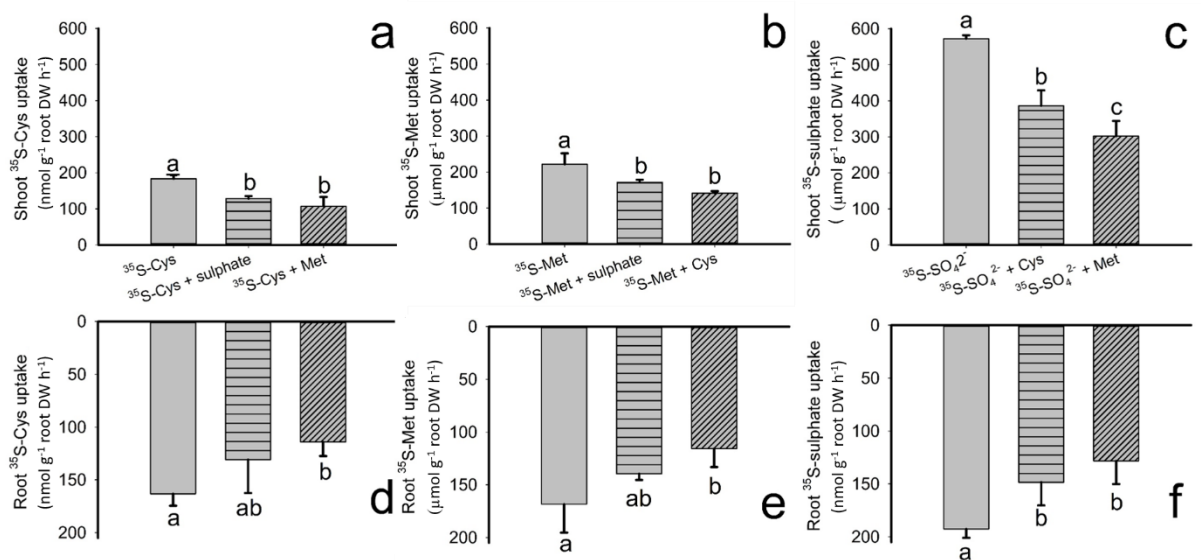 Shoot ³⁵S-Cys uptake
(nmol g⁻¹ root DW h⁻¹)
600
500
400
300
200
100
0
a
a
b
b
³⁵S-Cys
³⁵S-Cys + sulphate
³⁵S-Cys + Met
Shoot ³⁵S-Met uptake
(μmol g⁻¹ root DW h⁻¹)
600
500
400
300
200
100
0
b
a
b
b
³⁵S-Met
³⁵S-Met + sulphate
³⁵S-Met + Cys
Shoot ³⁵S-sulphate uptake
( (μmol g⁻¹ root DW h⁻¹)
600
500
400
300
200
100
0
c
a
b
c
³⁵S-SO₄2⁻
³⁵S-SO₄²⁻ + Cys
³⁵S-SO₄²⁻ + Met
Root ³⁵S-Cys uptake
(nmol g⁻¹ root DW h⁻¹)
0
50
100
150
200
a
ab
b
d
Root ³⁵S-Met uptake
(μmol g⁻¹ root DW h⁻¹)
0
50
100
150
200
a
ab
b
e
Root ³⁵S-sulphate uptake
(nmol g⁻¹ root DW h⁻¹)
0
50
100
150
200
a
b
b
f